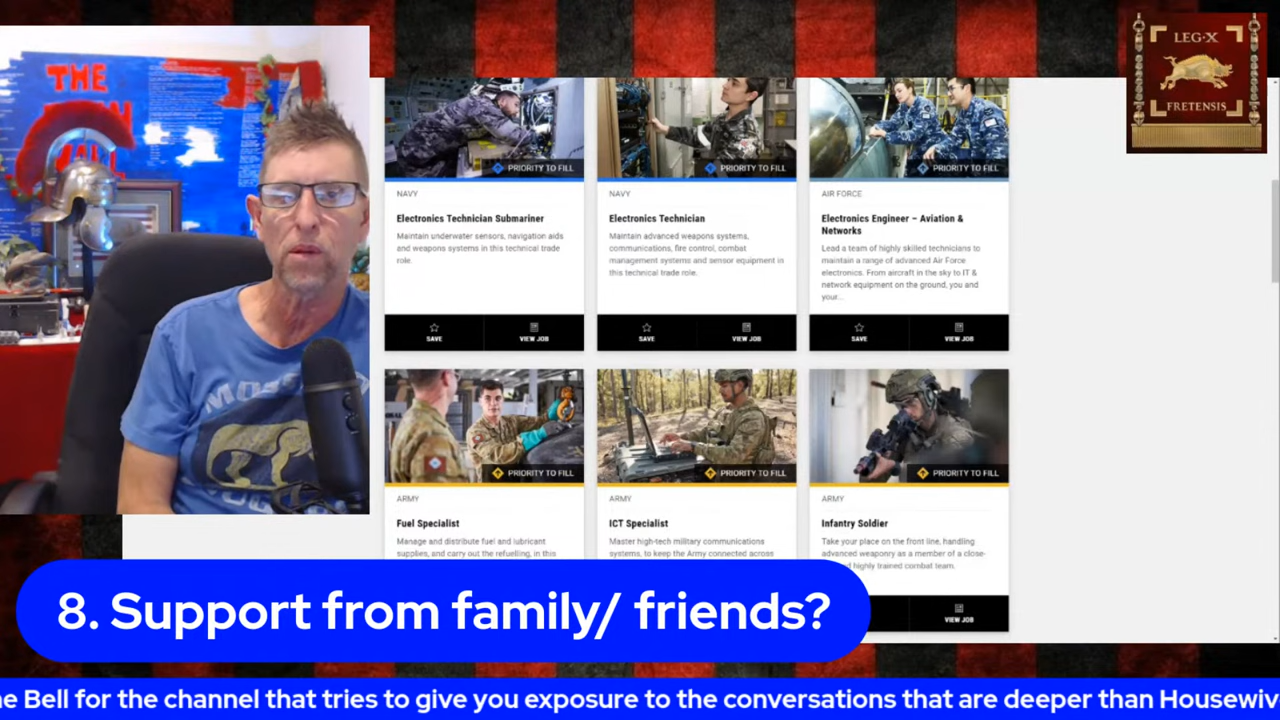 LEG·X
FRETENSIS
THE
PRIORITY TO FILL
NAVY
Electronics Technician Submariner
Maintain underwater sensors, navigation aids
and weapons systems in this technical trade
role.
SAVE
VIEW JOB
PRIORITY TO FILL
NAVY
Electronics Technician
Maintain advanced weapons systems,
communications, fire control, combat
management systems and sensor equipment in
this technical trade role.
SAVE
VIEW JOB
PRIORITY TO FILL
AIR FORCE
Electronics Engineer – Aviation &
Networks
Lead a team of highly skilled technicians to
maintain a range of advanced Air Force
electronics. From aircraft in the sky to IT &
network equipment on the ground, you and
your...
SAVE
VIEW JOB
PRIORITY TO FILL
ARMY
Fuel Specialist
Manage and distribute fuel and lubricant
supplies, and carry out the refuelling, in this
PRIORITY TO FILL
ARMY
ICT Specialist
Master high-tech military communications
systems, to keep the Army connected across
PRIORITY TO FILL
ARMY
Infantry Soldier
Take your place on the front line, handling
advanced weaponry as a member of a close-
highly trained combat team.
VIEW JOB
8. Support from family/ friends?
e Bell for the channel that tries to give you exposure to the conversations that are deeper than Housewiv